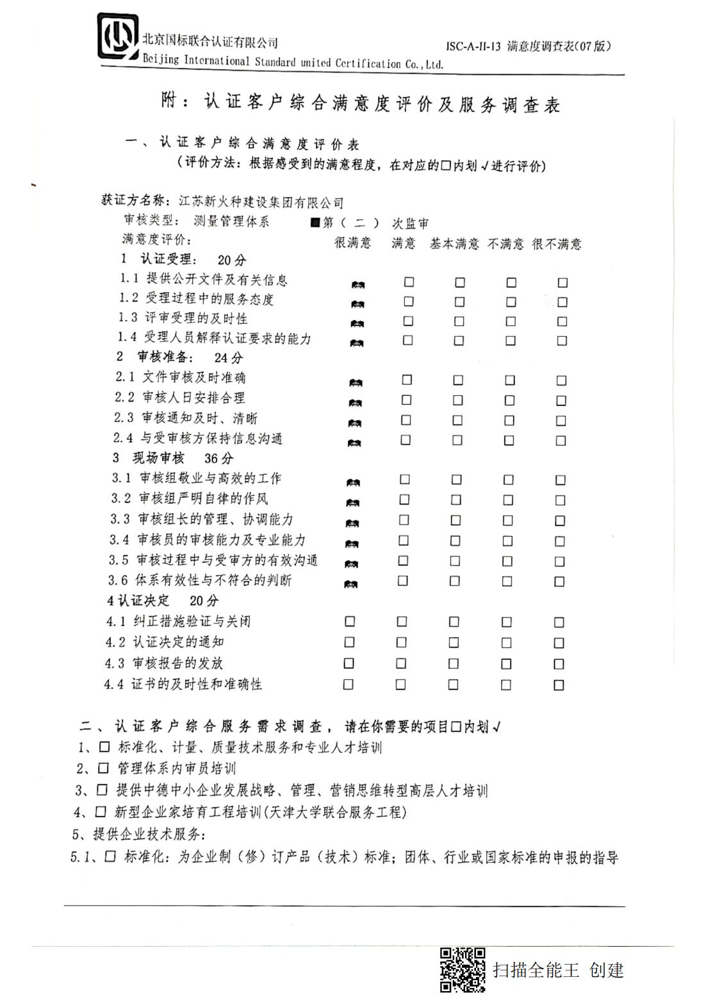 北京国标联合认证有限公司
ISC-A-II-13 满意度调查表(07版)
Beijing International Standard united Certification Co.,Ltd.
附：认证客户综合满意度评价及服务调查表
一、认证客户综合满意度评价表
(评价方法：根据感受到的满意程度，在对应的□内划√进行评价)
获证方名称：江苏新火种建设集团有限公司
审核类型： 测量管理体系 ■第（ 二 ） 次监审
满意度评价： 很满意 满意 基本满意 不满意 很不满意
1 认证受理： 20分
1.1 提供公开文件及有关信息 □ □ □ □
1.2 受理过程中的服务态度 □ □ □ □
1.3 评审受理的及时性 □ □ □ □
1.4 受理人员解释认证要求的能力 □ □ □ □
2 审核准备： 24分
2.1 文件审核及时准确 □ □ □ □
2.2 审核人日安排合理 □ □ □ □
2.3 审核通知及时、清晰 □ □ □ □
2.4 与受审核方保持信息沟通 □ □ □ □
3 现场审核 36分
3.1 审核组敬业与高效的工作 □ □ □ □
3.2 审核组严明自律的作风 □ □ □ □
3.3 审核组长的管理、协调能力 □ □ □ □
3.4 审核员的审核能力及专业能力 □ □ □ □
3.5 审核过程中与受审方的有效沟通 □ □ □ □
3.6 体系有效性与不符合的判断 □ □ □ □
4认证决定 20分
4.1 纠正措施验证与关闭 □ □ □ □ □
4.2 认证决定的通知 □ □ □ □ □
4.3 审核报告的发放 □ □ □ □ □
4.4 证书的及时性和准确性 □ □ □ □ □
二、认证客户综合服务需求调查，请在你需要的项目□内划√
1、□ 标准化、计量、质量技术服务和专业人才培训
2、□ 管理体系内审员培训
3、□ 提供中德中小企业发展战略、管理、营销思维转型高层人才培训
4、□ 新型企业家培育工程培训(天津大学联合服务工程)
5、提供企业技术服务：
5.1、□ 标准化：为企业制（修）订产品（技术）标准；团体、行业或国家标准的申报的指导
扫描全能王 创建